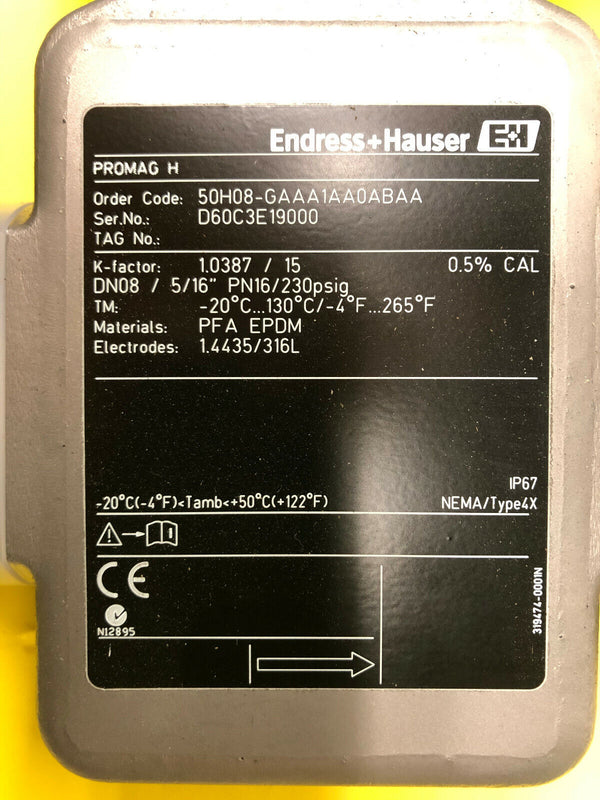 Endress+Hauser E+H
PROMAG H
Order Code: 50H08-GAAA1AA0ABAA
Ser.No.: D60C3E19000
TAG No.:
K-factor: 1.0387 / 15 0.5% CAL
DN08 / 5/16" PN16/230psig
TM: -20°C...130°C/-4°F...265°F
Materials: PFA EPDM
Electrodes: 1.4435/316L
IP67
-20°C(-4°F)<Tamb<+50°C(+122°F) NEMA/Type4X
CE
N12895
319474-0001N